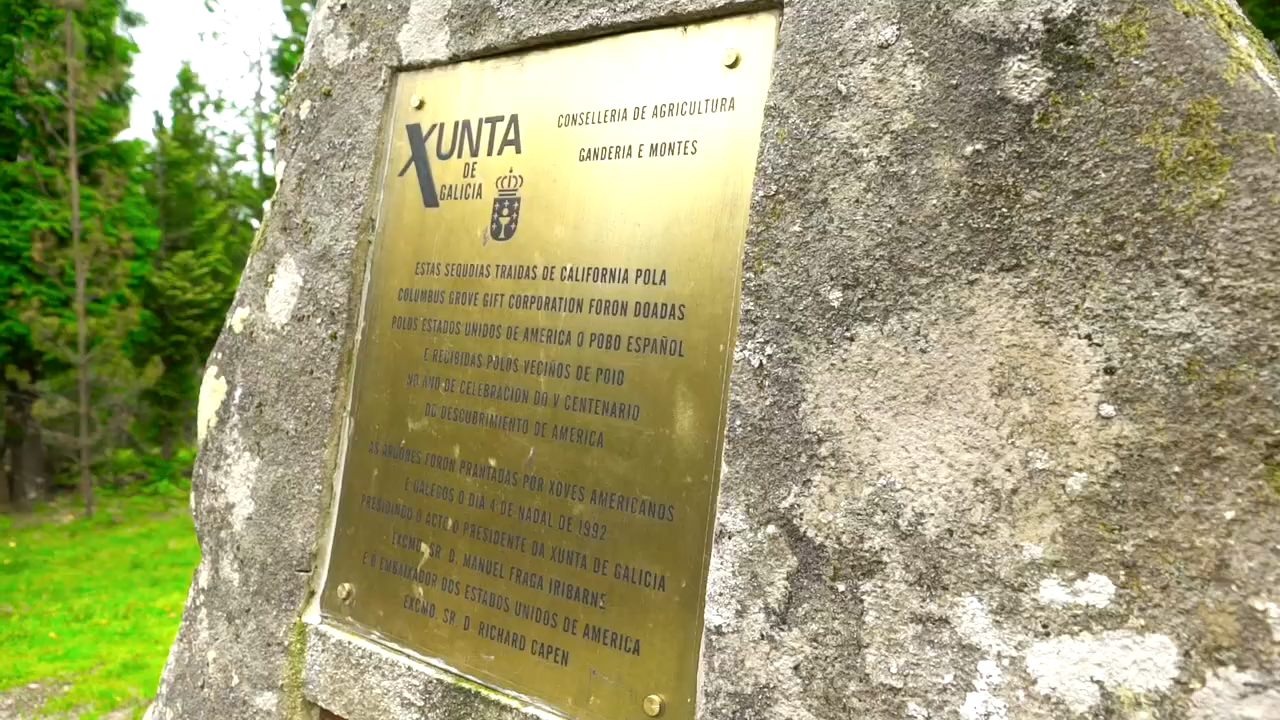 XUNTA
DE
GALICIA
CONSELLERIA DE AGRICULTURA
GANDERIA E MONTES
ESTAS SEQUOIAS TRAIDAS DE CALIFORNIA POLA
COLUMBUS GROVE GIFT CORPORATION FORON DOADAS
POLOS ESTADOS UNIDOS DE AMERICA O POBO ESPAÑOL
E RECIBIDAS POLOS VECIÑOS DE POIO
NO ANO DE CELEBRACION DO V CENTENARIO
DO DESCUBRIMIENTO DE AMERICA
AS ARBORES FORON PRANTADAS POR XOVES AMERICANOS
E GALEGOS O DIA 4 DE NADAL DE 1992
PRESIDINDO O ACTO O PRESIDENTE DA XUNTA DE GALICIA
EXCMO. SR. D. MANUEL FRAGA IRIBARNE
E O EMBAIXADOR DOS ESTADOS UNIDOS DE AMERICA
EXCMO. SR. D. RICHARD CAPEN